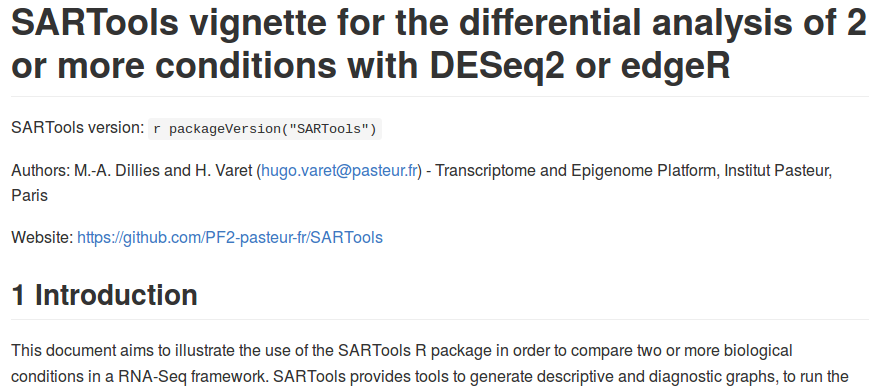 SARTools vignette for the differential analysis of 2
or more conditions with DESeq2 or edgeR
SARTools version: r packageVersion("SARTools")
Authors: M.-A. Dillies and H. Varet (hugo.varet@pasteur.fr) - Transcriptome and Epigenome Platform, Institut Pasteur,
Paris
Website: https://github.com/PF2-pasteur-fr/SARTools
1 Introduction
This document aims to illustrate the use of the SARTools R package in order to compare two or more biological
conditions in a RNA-Seq framework. SARTools provides tools to generate descriptive and diagnostic graphs, to run the